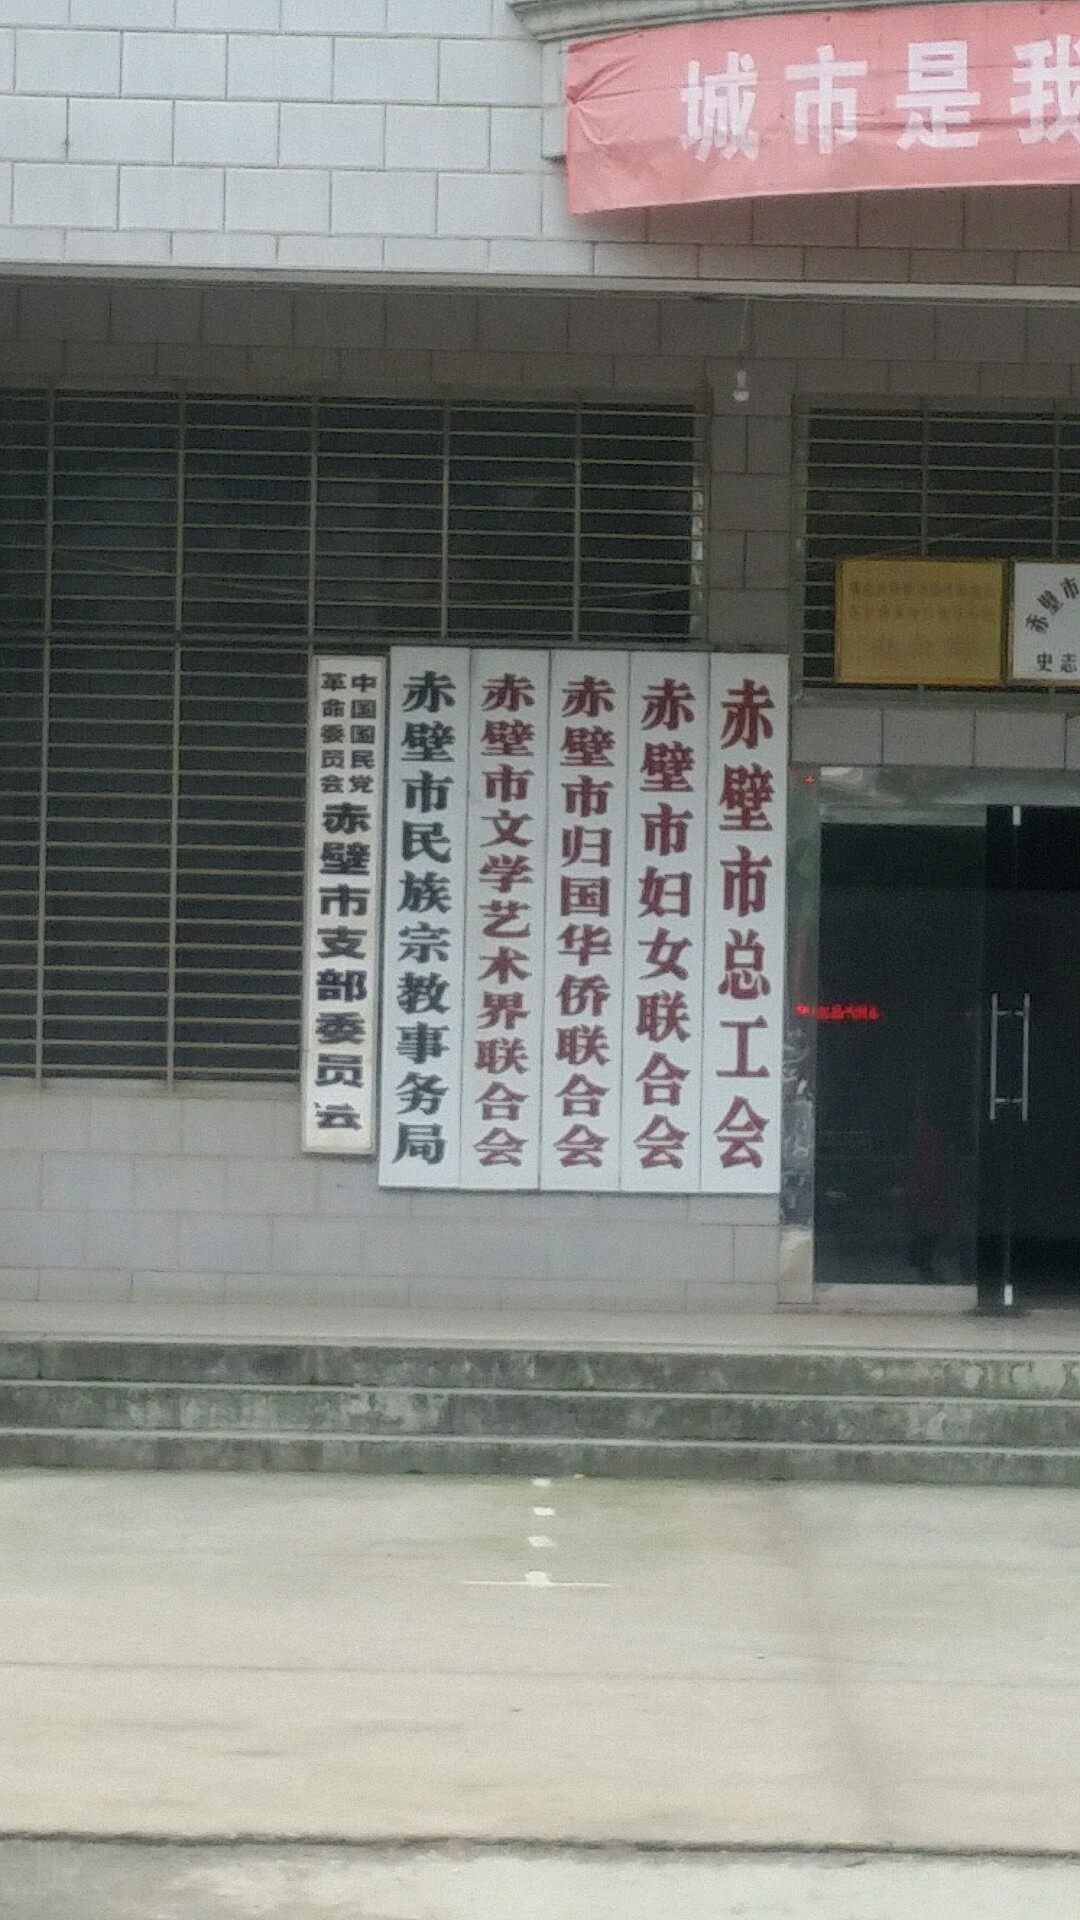 城市是我
中国国民党
革命委员会
赤壁市支部委员会
赤壁市民族宗教事务局
赤壁市文学艺术界联合会
赤壁市归国华侨联合会
赤壁市妇女联合会
赤壁市总工会
赤壁市
史志